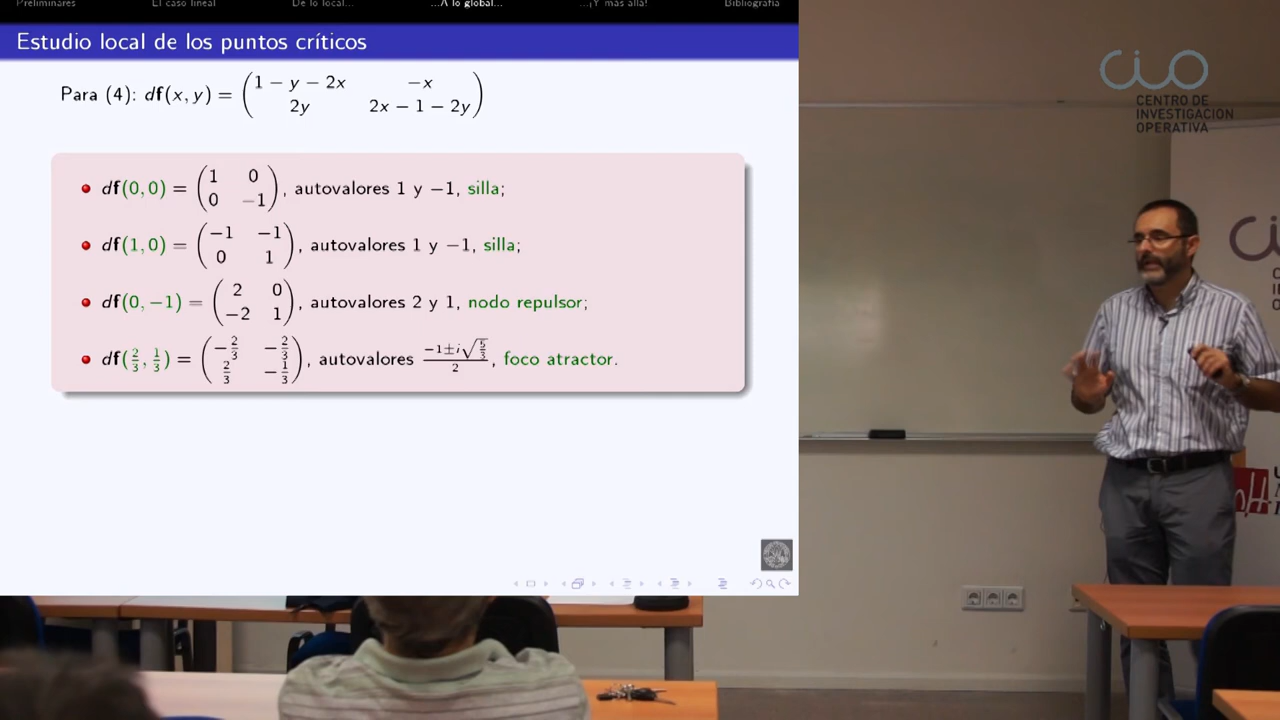 Preliminares El caso lineal De lo local... ...A lo global... ...¡Y más allá! Bibliografía
Estudio local de los puntos críticos
Para (4): df(x, y) = (1 − y − 2x −x
2y 2x − 1 − 2y)
df(0, 0) = (1 0
0 −1), autovalores 1 y −1, silla;
df(1, 0) = (−1 −1
0 1), autovalores 1 y −1, silla;
df(0, −1) = (2 0
−2 1), autovalores 2 y 1, nodo repulsor;
df(2/3, 1/3) = (−2/3 −2/3
2/3 −1/3), autovalores (−1±i√(5/3))/2, foco atractor.
CIO
CENTRO DE
INVESTIGACION
OPERATIVA